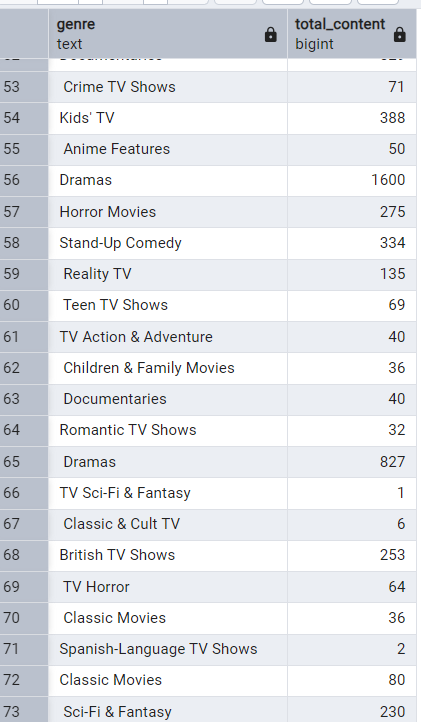 genre total_content
text bigint
53 Crime TV Shows 71
54 Kids' TV 388
55 Anime Features 50
56 Dramas 1600
57 Horror Movies 275
58 Stand-Up Comedy 334
59 Reality TV 135
60 Teen TV Shows 69
61 TV Action & Adventure 40
62 Children & Family Movies 36
63 Documentaries 40
64 Romantic TV Shows 32
65 Dramas 827
66 TV Sci-Fi & Fantasy 1
67 Classic & Cult TV 6
68 British TV Shows 253
69 TV Horror 64
70 Classic Movies 36
71 Spanish-Language TV Shows 2
72 Classic Movies 80
73 Sci-Fi & Fantasy 230